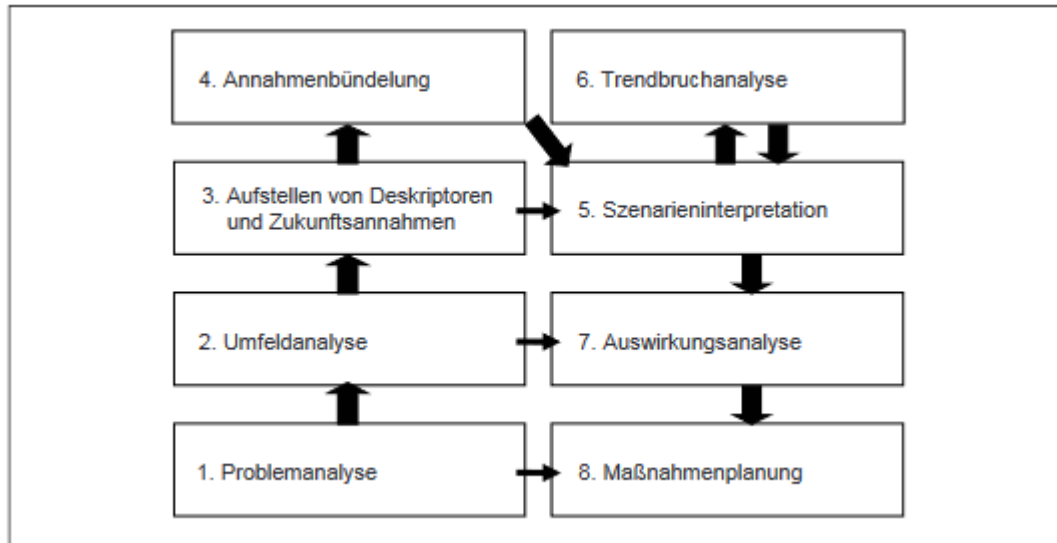 4. Annahmenbündelung
6. Trendbruchanalyse
3. Aufstellen von Deskriptoren
und Zukunftsannahmen
5. Szenarieninterpretation
2. Umfeldanalyse
7. Auswirkungsanalyse
1. Problemanalyse
8. Maßnahmenplanung